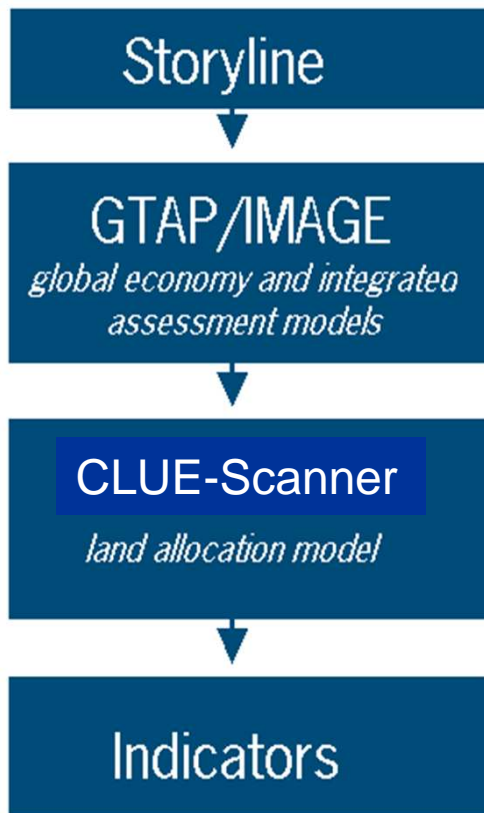 Storyline
GTAP/IMAGE
global economy and integrated
assessment models
CLUE-Scanner
land allocation model
Indicators